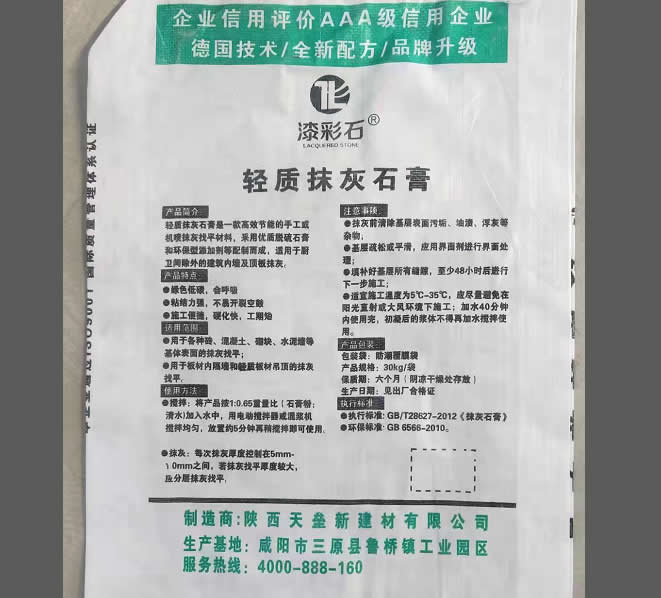 企业信用评价AAA级信用企业
德国技术/全新配方/品牌升级
漆彩石®
LACQUERED STONE
轻质抹灰石膏
产品简介:
轻质抹灰石膏是一款高效节能的手工或
机喷抹灰找平材料，采用优质脱硫石膏
和环保型添加剂等配制而成，适用于厨
卫间除外的建筑内墙及顶板抹灰。
产品特点:
●绿色低碳，会呼吸
●粘结力强，不易开裂空鼓
●施工便捷，硬化快，工期短
适用范围:
●用于各种砖、混凝土、砌块、水泥墙等
基体表面的抹灰找平；
●用于板材内隔墙和轻质板材吊顶的抹灰
找平。
使用方法:
●搅拌：将产品按1:0.65重量比（石膏粉:
清水)加入水中，用电动搅拌器或混浆机
搅拌均匀，放置约5分钟再稍搅拌即可使用。
●抹灰：每次抹灰厚度控制在5mm-
10mm之间，若抹灰找平厚度较大，
应分层抹灰找平。
注意事项:
●抹灰前清除基层表面污垢、油渍、浮灰等
杂物；
●基层疏松或平滑，应用界面剂进行界面处
理；
●填补好基层所有缝隙，至少48小时后进行
下一步施工；
●适宜施工温度为5℃-35℃，应尽量避免在
阳光直射或大风环境下施工；加水40分钟
内使用完，初凝后的浆体不得再加水搅拌使
用。
产品包装:
包装袋：防潮覆膜袋
产品规格：30kg/袋
保质期：六个月（阴凉干燥处存放）
生产日期：见出厂合格证
执行标准:
●执行标准: GB/T28627-2012《抹灰石膏》
●环保标准: GB 6566-2010。
制造商:陕西天垒新建材有限公司
生产基地: 咸阳市三原县鲁桥镇工业园区
服务热线: 4000-888-160
质量管理体系认证